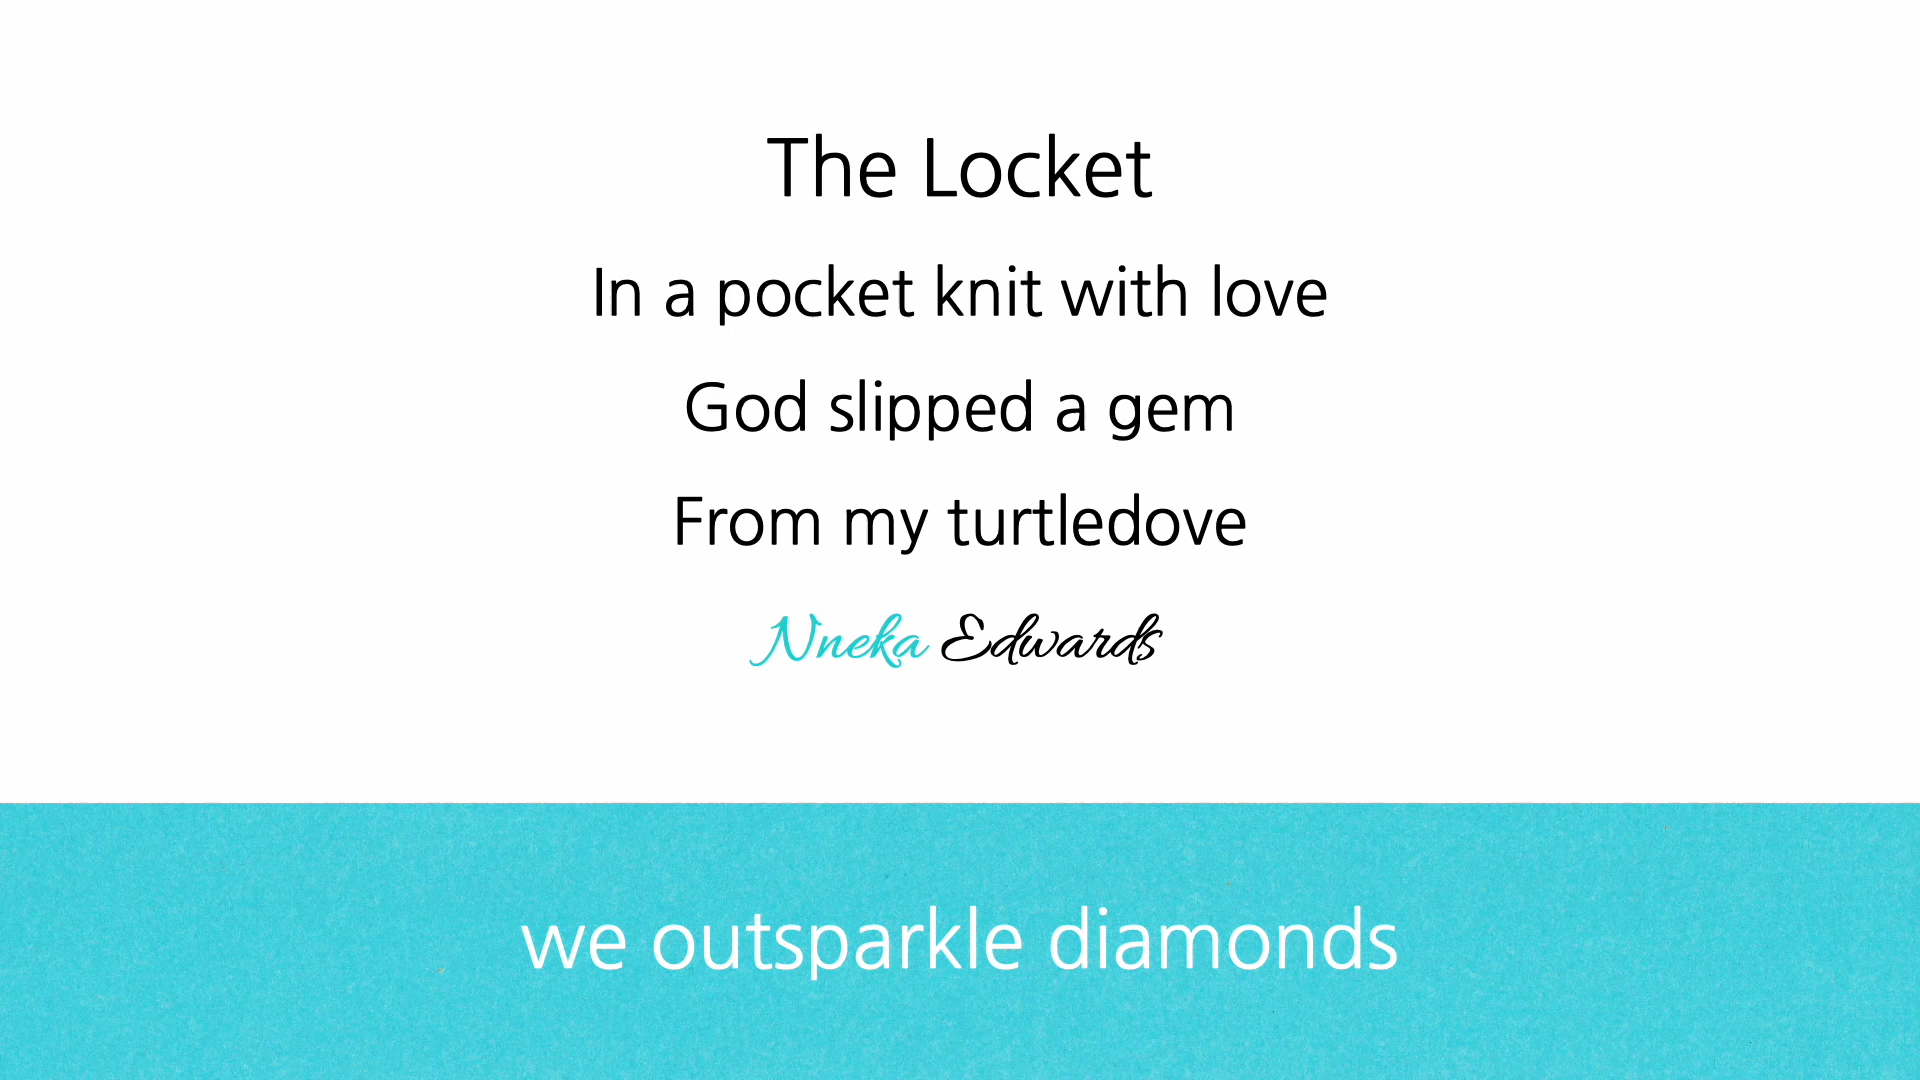 The Locket
In a pocket knit with love
God slipped a gem
From my turtledove
Nneka Edwards
we outsparkle diamonds